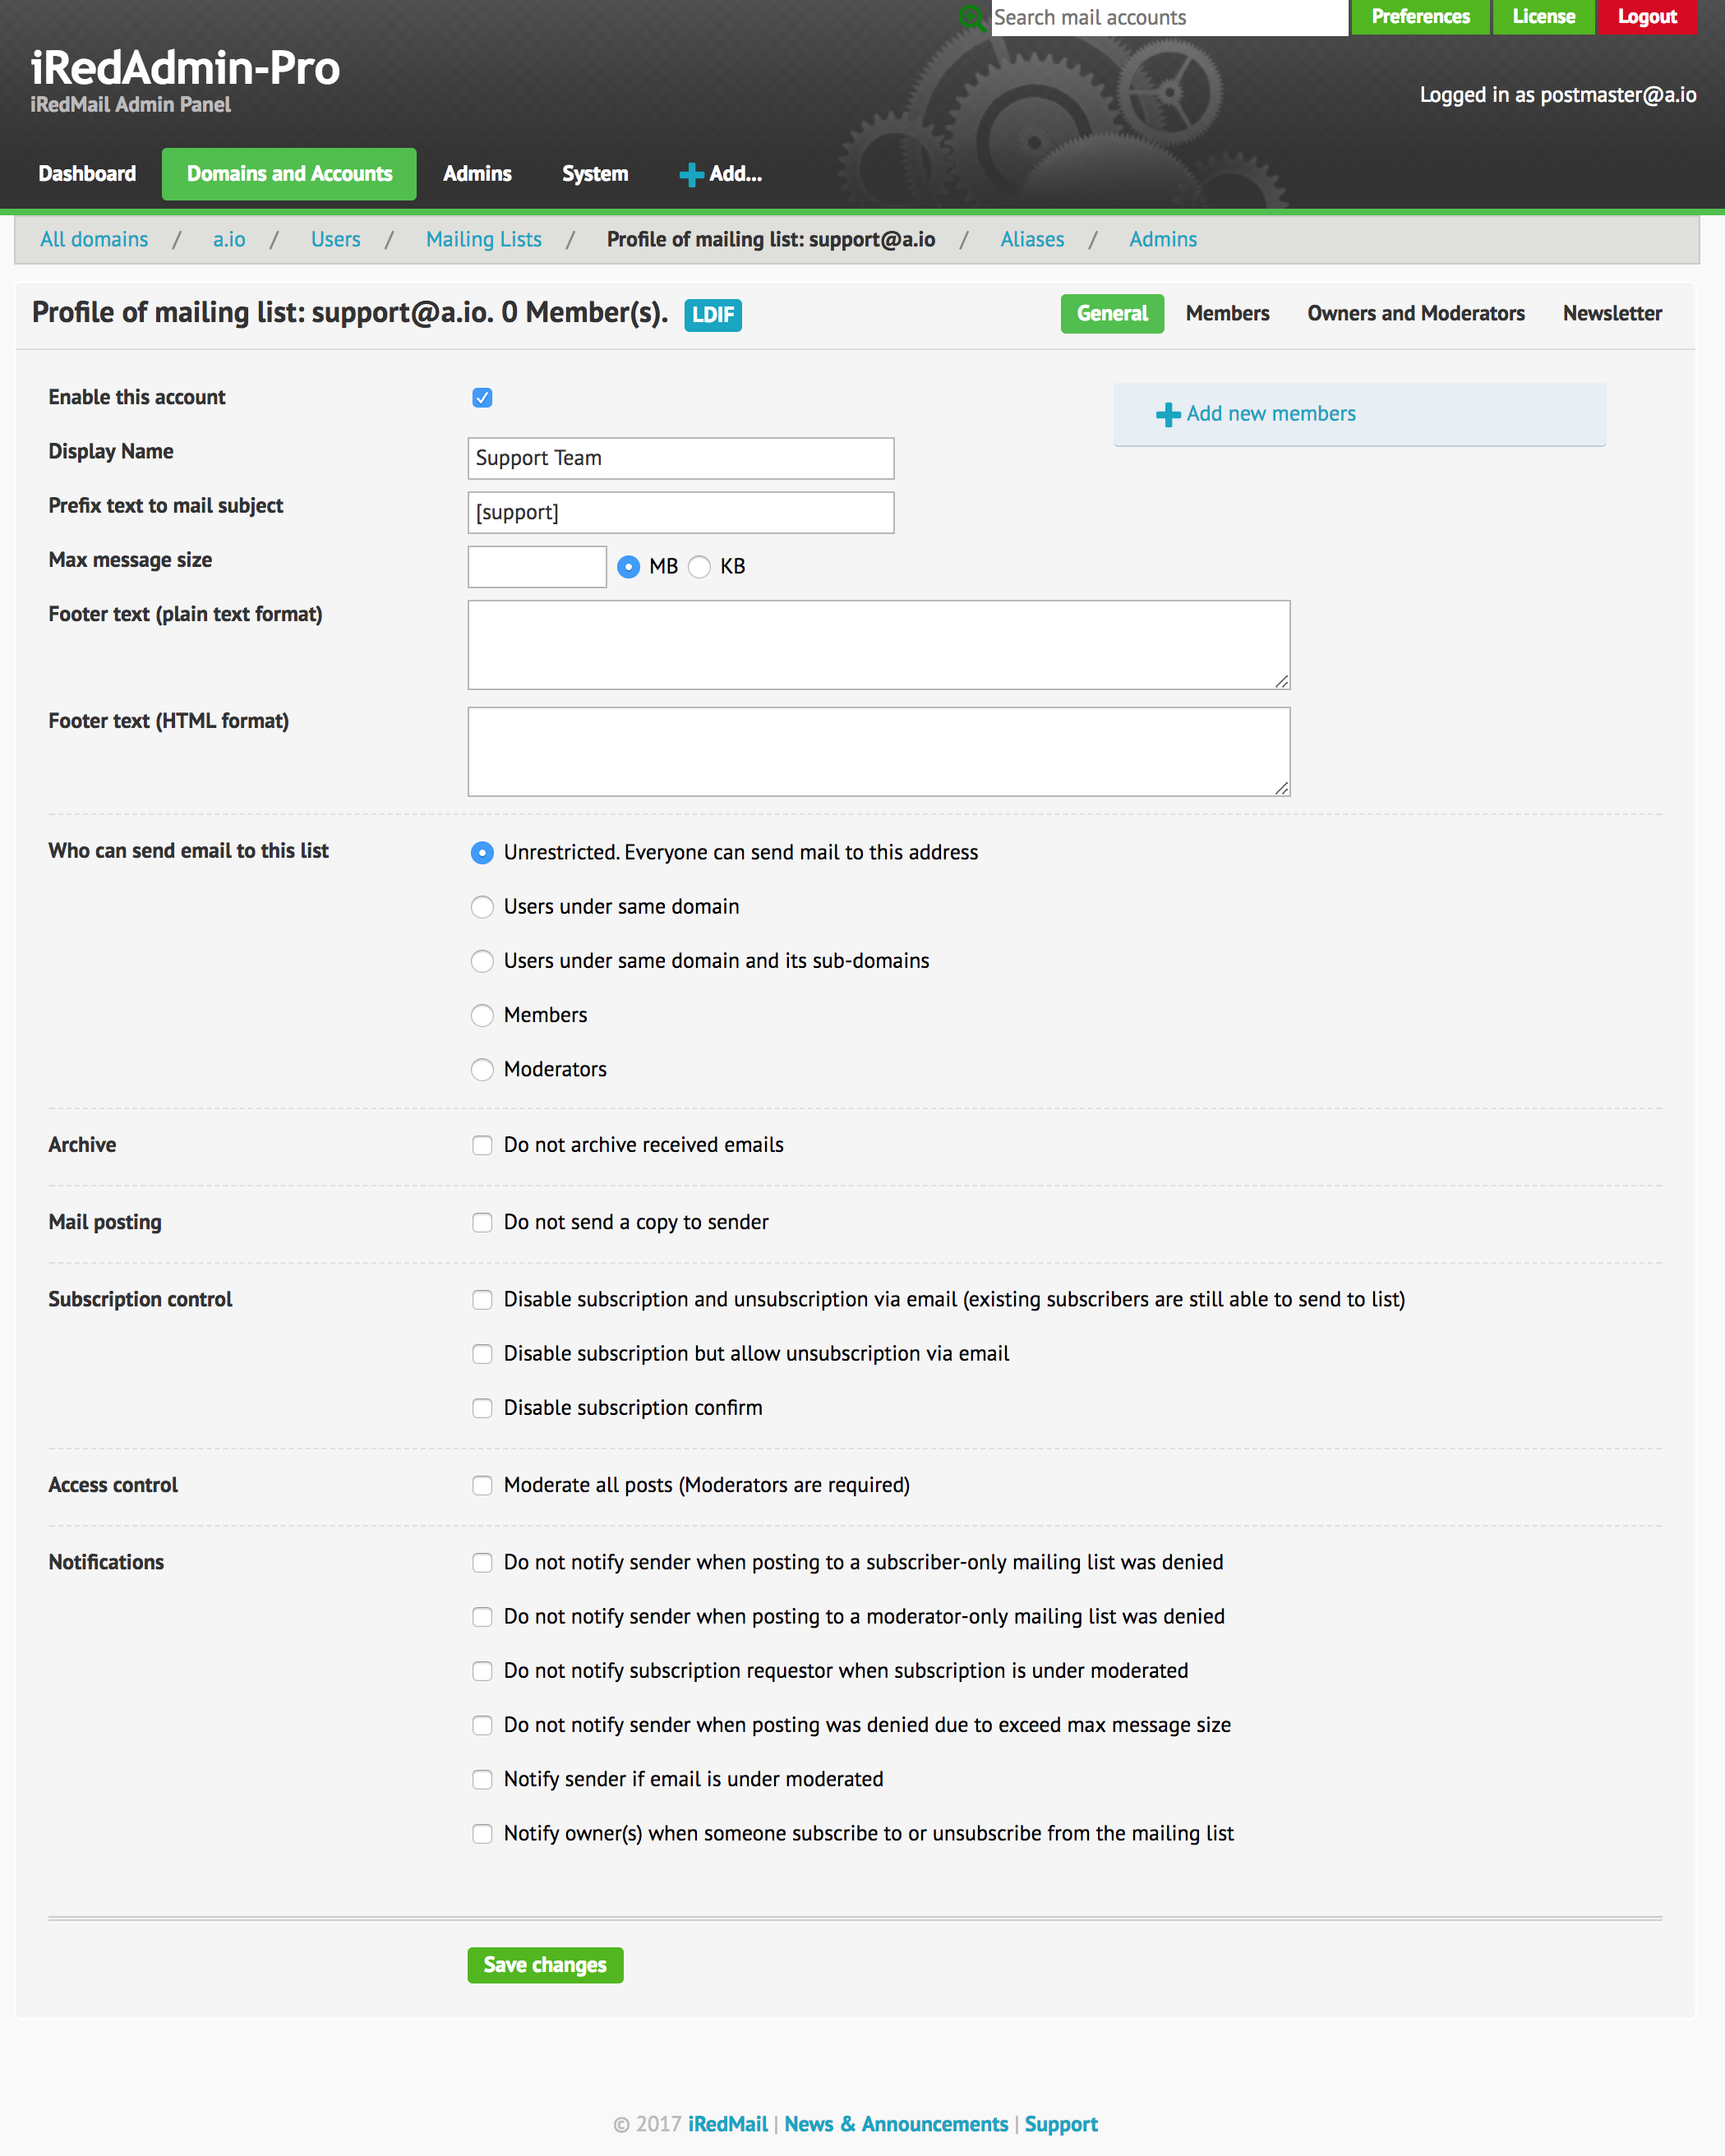 Search mail accounts Preferences License Logout
iRedAdmin-Pro
iRedMail Admin Panel
Logged in as postmaster@a.io
Dashboard Domains and Accounts Admins System Add...
All domains / a.io / Users / Mailing Lists / Profile of mailing list: support@a.io / Aliases / Admins
Profile of mailing list: support@a.io. 0 Member(s). LDIF General Members Owners and Moderators Newsletter
Enable this account
Add new members
Display Name Support Team
Prefix text to mail subject [support]
Max message size MB KB
Footer text (plain text format)
Footer text (HTML format)
Who can send email to this list Unrestricted. Everyone can send mail to this address
Users under same domain
Users under same domain and its sub-domains
Members
Moderators
Archive Do not archive received emails
Mail posting Do not send a copy to sender
Subscription control Disable subscription and unsubscription via email (existing subscribers are still able to send to list)
Disable subscription but allow unsubscription via email
Disable subscription confirm
Access control Moderate all posts (Moderators are required)
Notifications Do not notify sender when posting to a subscriber-only mailing list was denied
Do not notify sender when posting to a moderator-only mailing list was denied
Do not notify subscription requestor when subscription is under moderated
Do not notify sender when posting was denied due to exceed max message size
Notify sender if email is under moderated
Notify owner(s) when someone subscribe to or unsubscribe from the mailing list
Save changes
© 2017 iRedMail | News & Announcements | Support